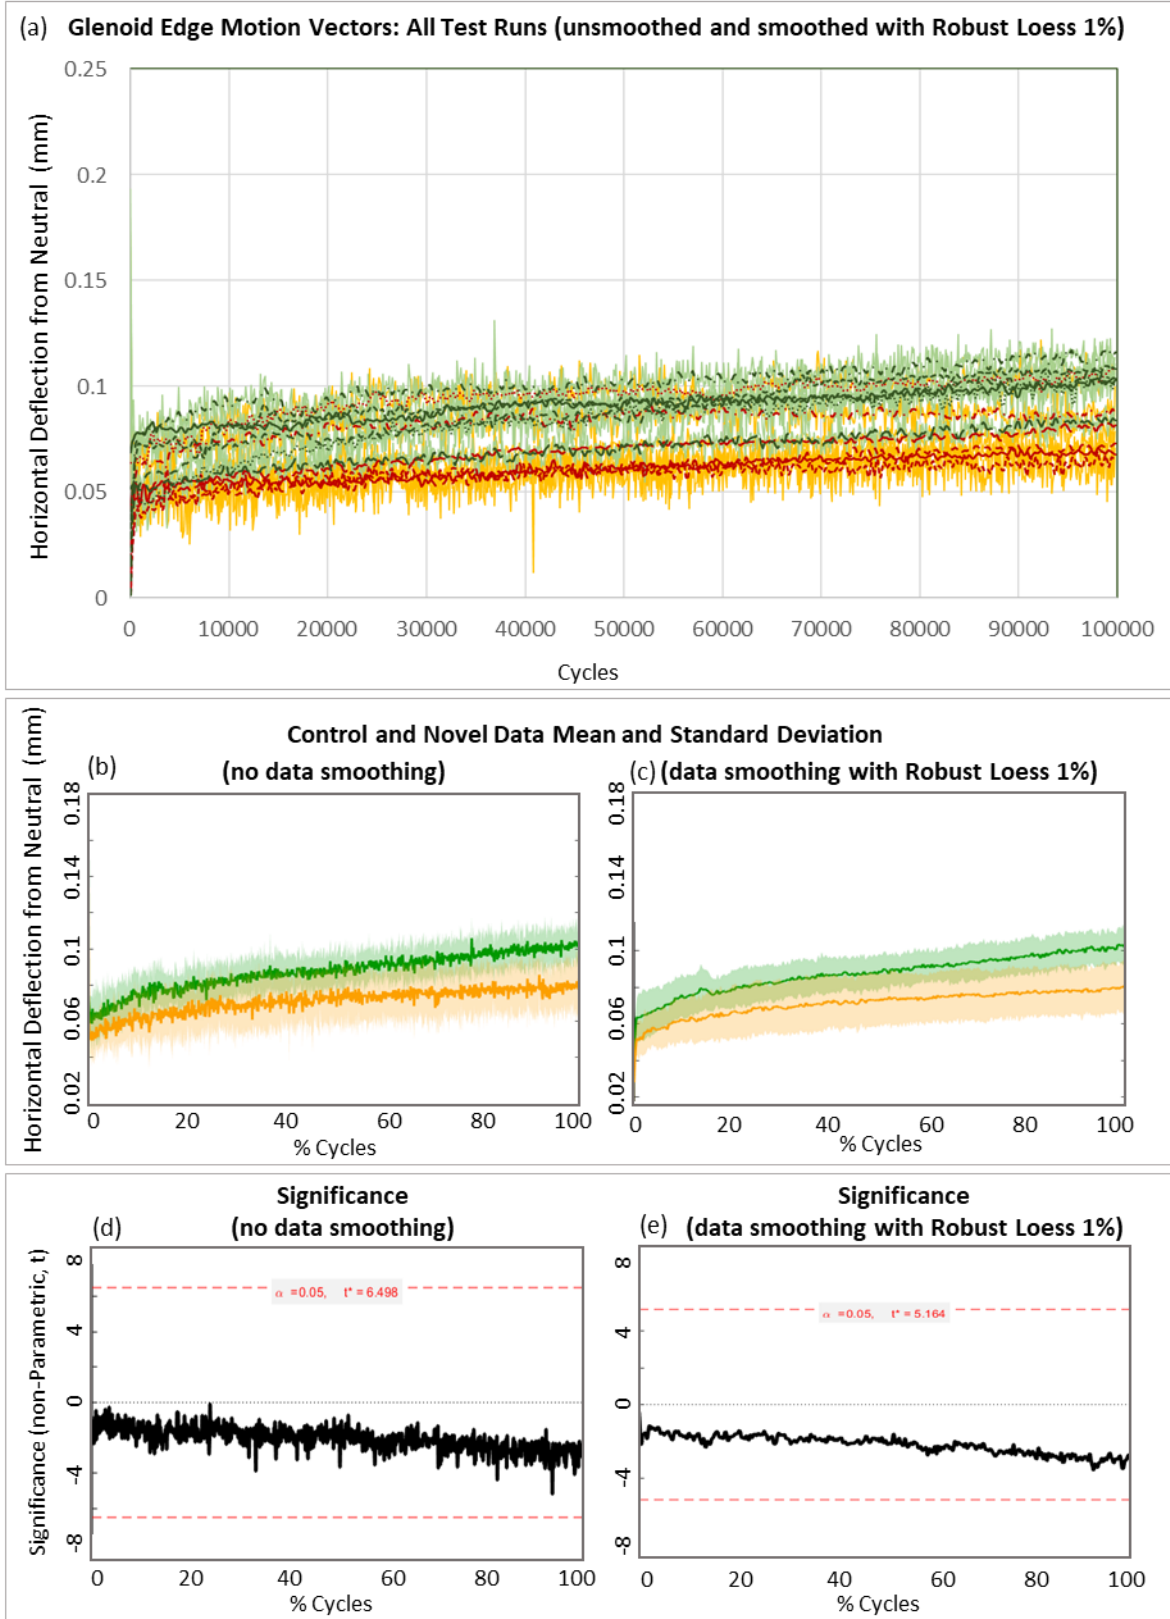 (a) Glenoid Edge Motion Vectors: All Test Runs (unsmoothed and smoothed with Robust Loess 1%)
Horizontal Deflection from Neutral (mm)
0.25
0.2
0.15
0.1
0.05
0
0 10000 20000 30000 40000 50000 60000 70000 80000 90000 100000
Cycles
Control and Novel Data Mean and Standard Deviation
(b) (no data smoothing)
(c) (data smoothing with Robust Loess 1%)
Horizontal Deflection from Neutral (mm)
0.18
0.14
0.1
0.06
0.02
0 20 40 60 80 100
% Cycles
0.18
0.14
0.1
0.06
0.02
0 20 40 60 80 100
% Cycles
Significance
(d) (no data smoothing)
Significance
(e) (data smoothing with Robust Loess 1%)
Significance (non-Parametric, t)
8
4
0
-4
-8
α =0.05, t* = 6.498
0 20 40 60 80 100
% Cycles
8
4
0
-4
-8
α =0.05, t* = 5.164
0 20 40 60 80 100
% Cycles